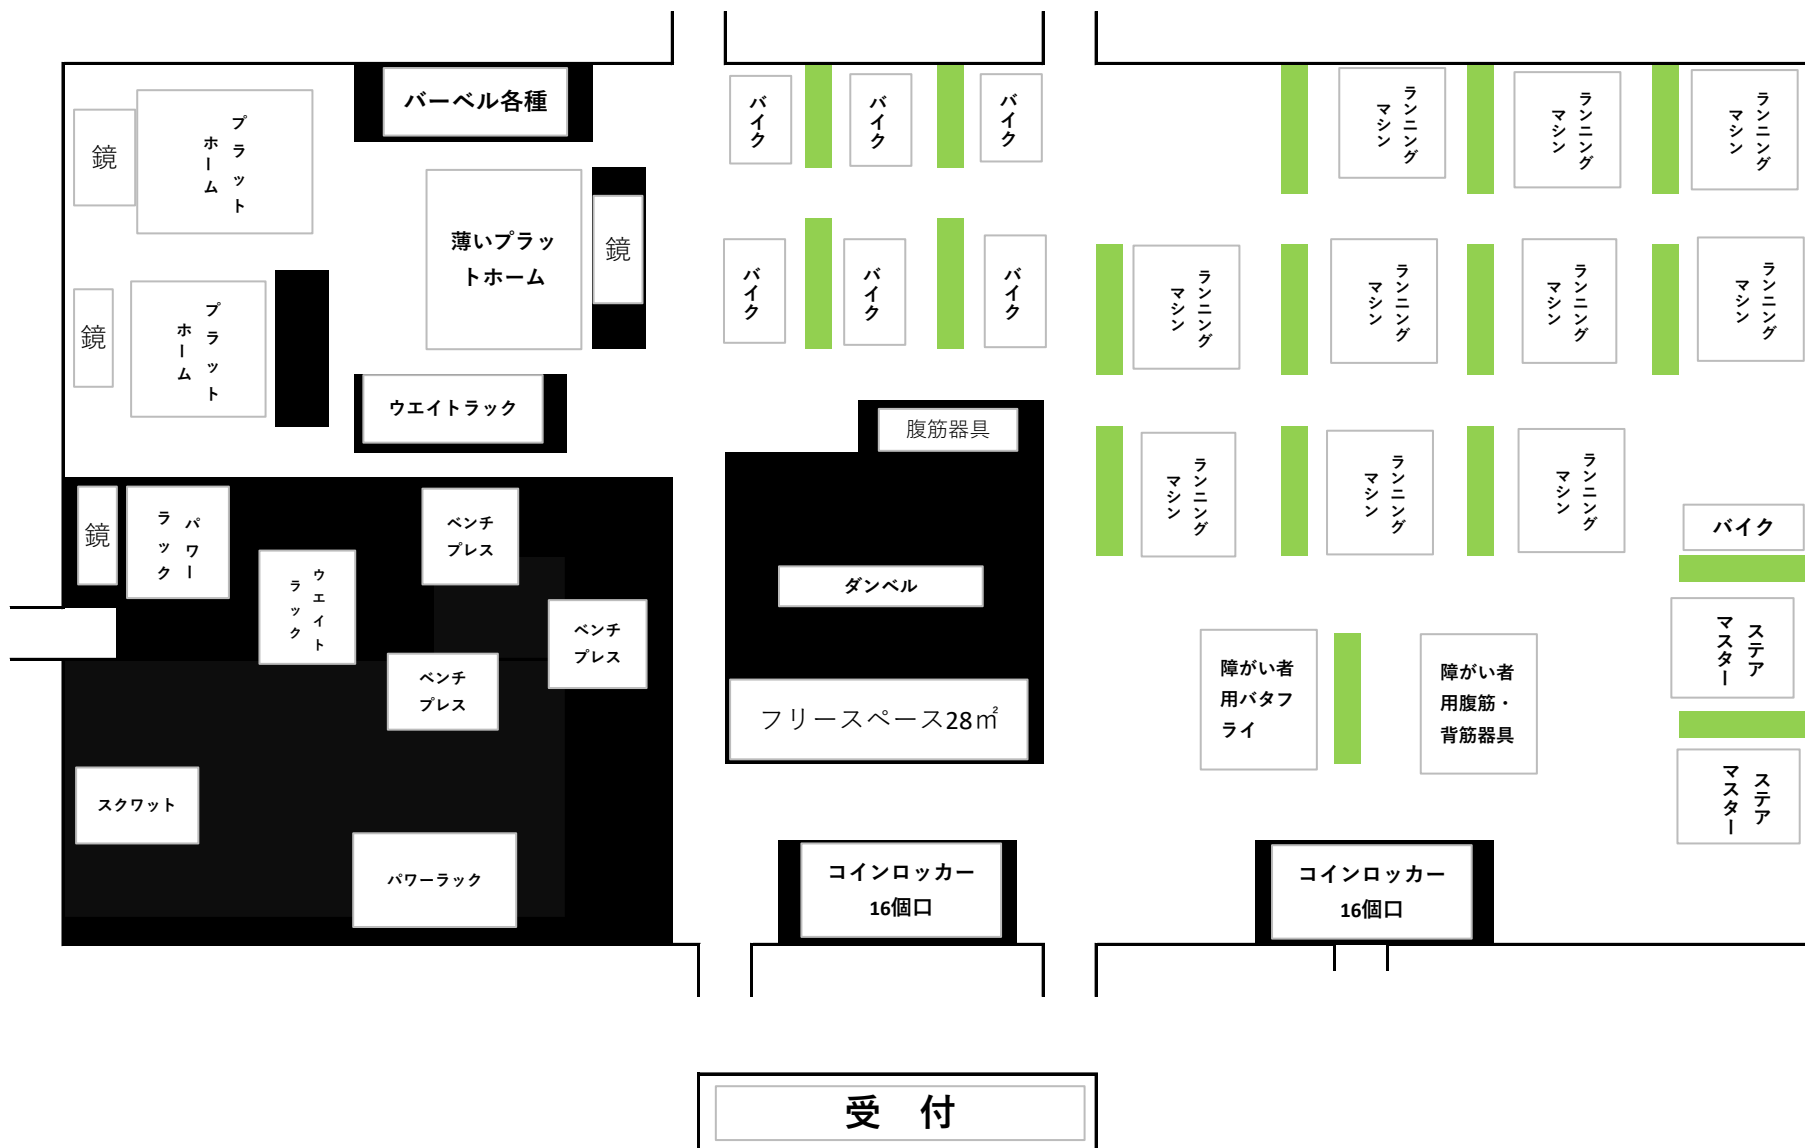 バーベル各種
鏡
プラット
ホーム
薄いプラッ
トホーム
鏡
鏡
プラット
ホーム
ウエイトラック
鏡
パワー
ラック
ウエイト
ラック
ベンチ
プレス
ベンチ
プレス
ベンチ
プレス
スクワット
パワーラック
バイク
バイク
バイク
バイク
バイク
バイク
腹筋器具
ダンベル
フリースペース28㎡
コインロッカー
16個口
ランニング
マシン
ランニング
マシン
ランニング
マシン
ランニング
マシン
ランニング
マシン
ランニング
マシン
ランニング
マシン
ランニング
マシン
ランニング
マシン
ランニング
マシン
バイク
ステア
マスター
ステア
マスター
障がい者
用バタフ
ライ
障がい者
用腹筋・
背筋器具
コインロッカー
16個口
受　付